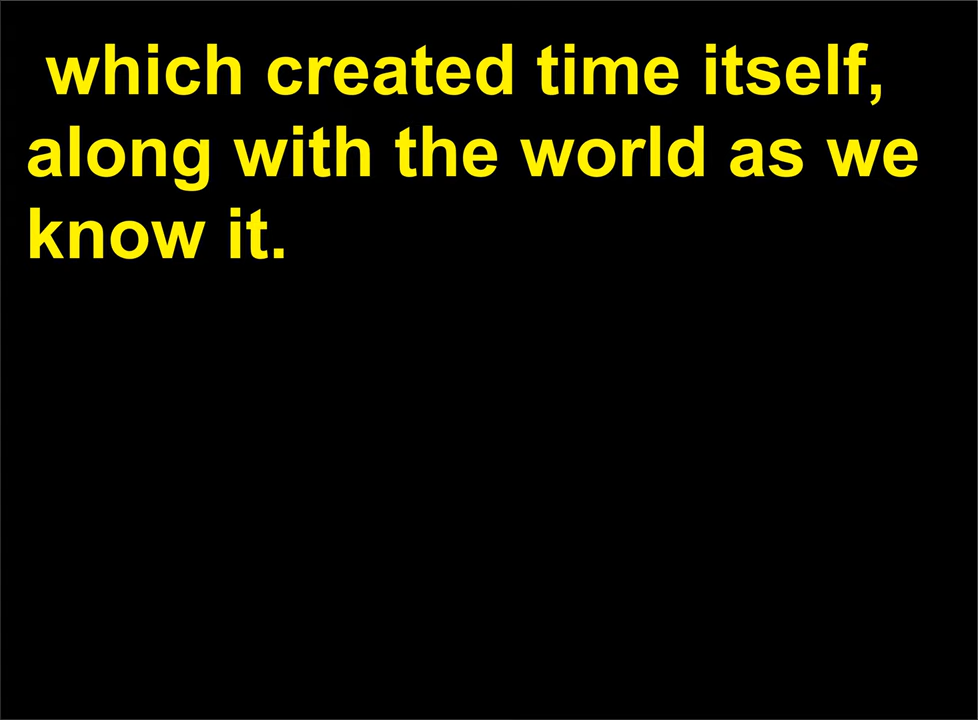 which created time itself,
along with the world as we
know it.